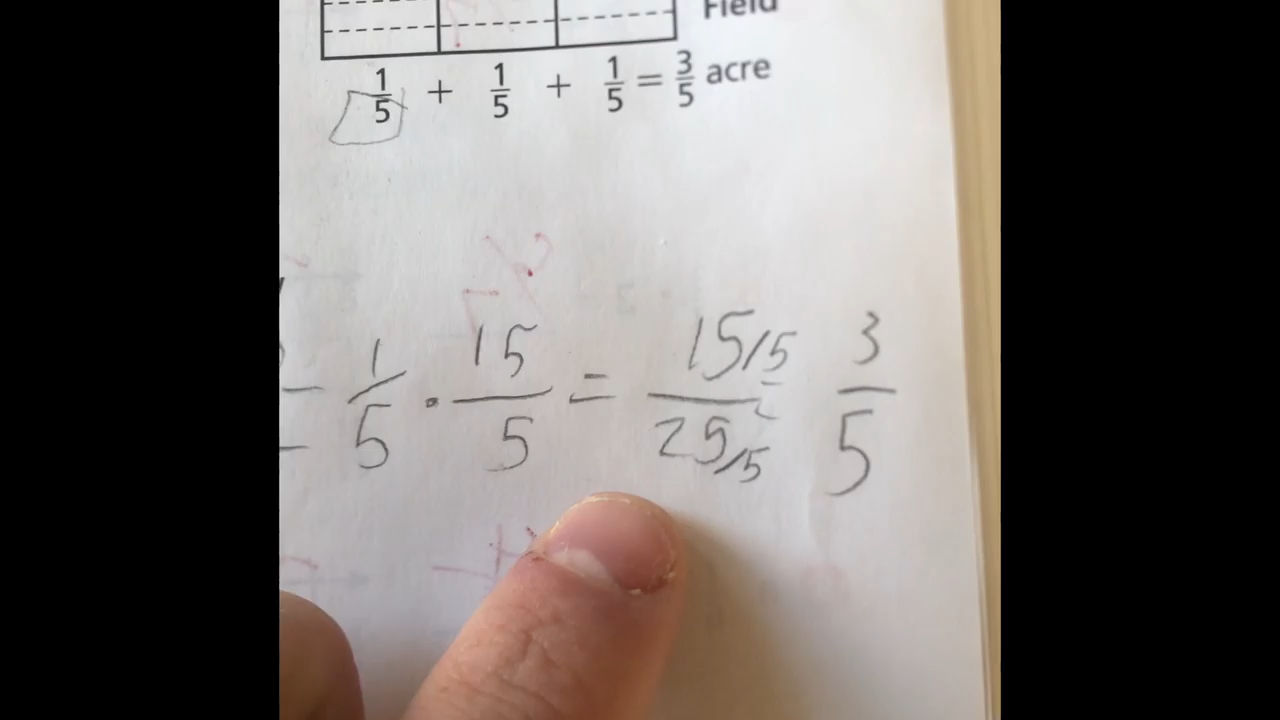 Field
1/5 + 1/5 + 1/5 = 3/5 acre
1/5 · 15/5 = 15/5 / 25/5 3/5